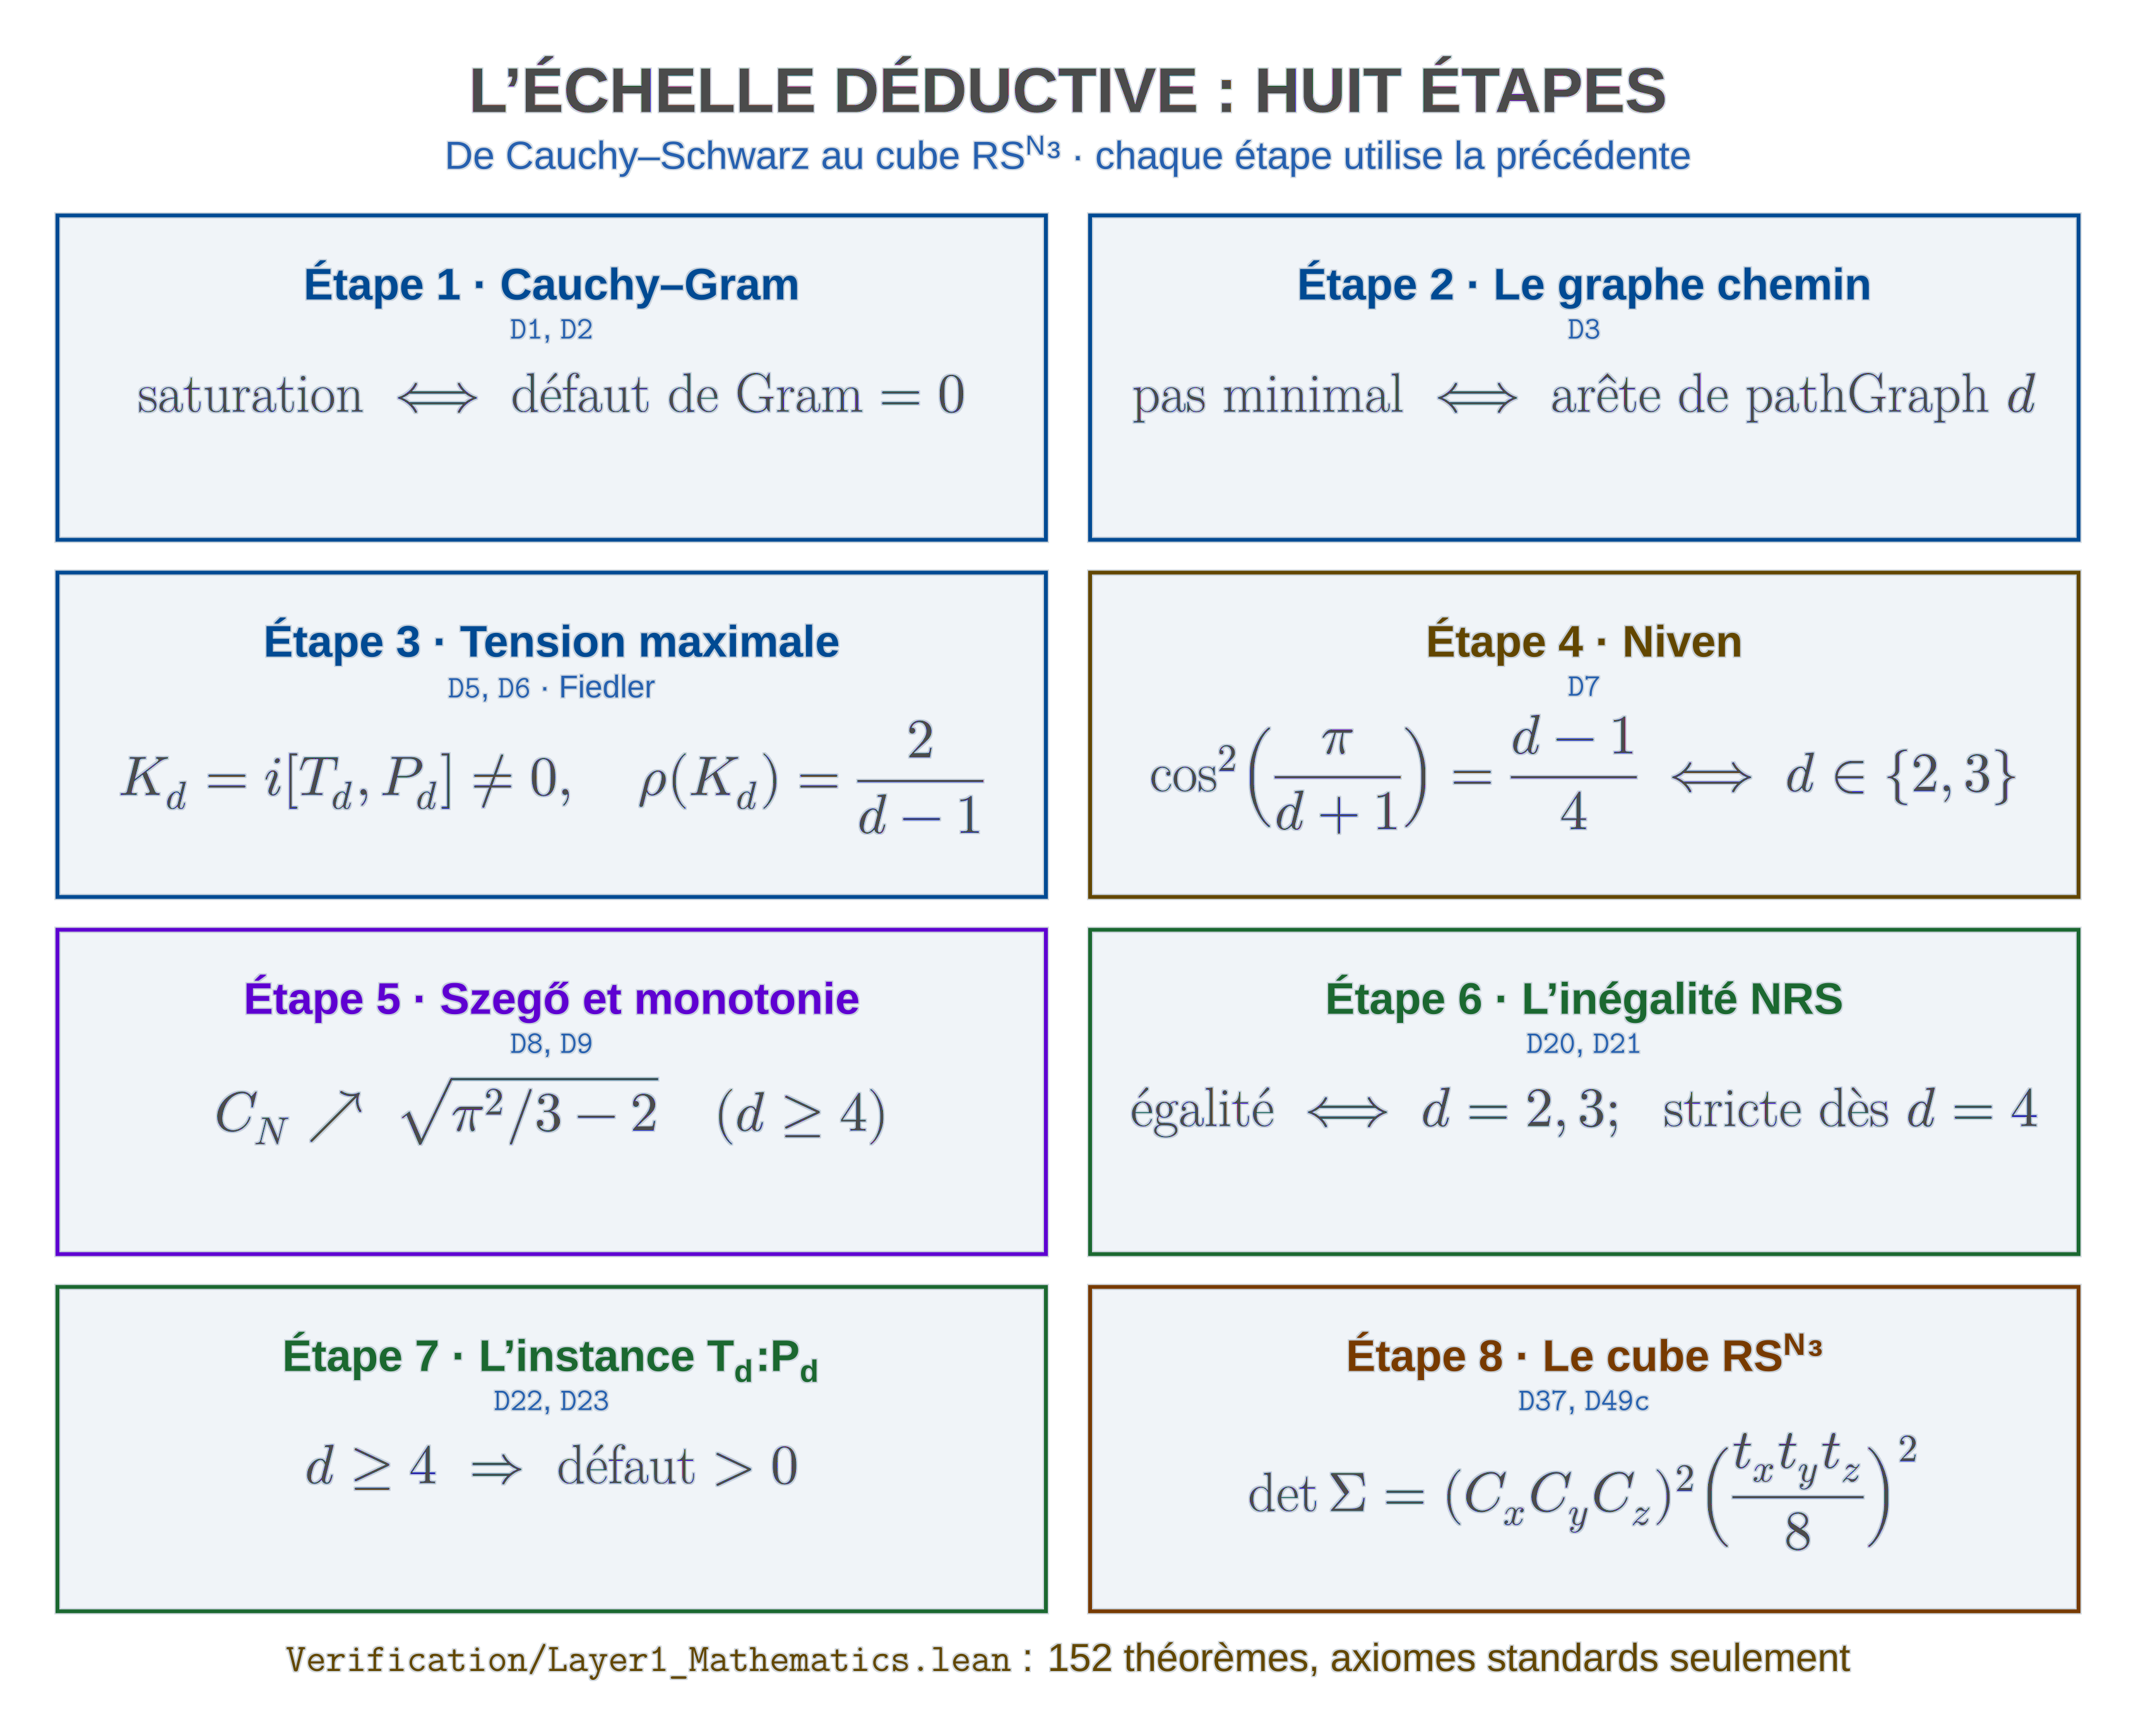 L’ÉCHELLE DÉDUCTIVE : HUIT ÉTAPES
De Cauchy–Schwarz au cube RSᴺ³ · chaque étape utilise la précédente
Étape 1 · Cauchy–Gram
D1, D2
saturation ⟺ défaut de Gram = 0
Étape 2 · Le graphe chemin
D3
pas minimal ⟺ arête de pathGraph d
Étape 3 · Tension maximale
D5, D6 · Fiedler
K_d = i[T_d, P_d] ≠ 0, ρ(K_d) = 2/(d − 1)
Étape 4 · Niven
D7
cos²(π/(d + 1)) = (d − 1)/4 ⟺ d ∈ {2, 3}
Étape 5 · Szegő et monotonie
D8, D9
C_N ↗ √(π²/3 − 2) (d ≥ 4)
Étape 6 · L’inégalité NRS
D20, D21
égalité ⟺ d = 2, 3; stricte dès d = 4
Étape 7 · L’instance T_d:P_d
D22, D23
d ≥ 4 ⇒ défaut > 0
Étape 8 · Le cube RSᴺ³
D37, D49c
det Σ = (C_x C_y C_z)² (t_x t_y t_z / 8)²
Verification/Layer1_Mathematics.lean : 152 théorèmes, axiomes standards seulement